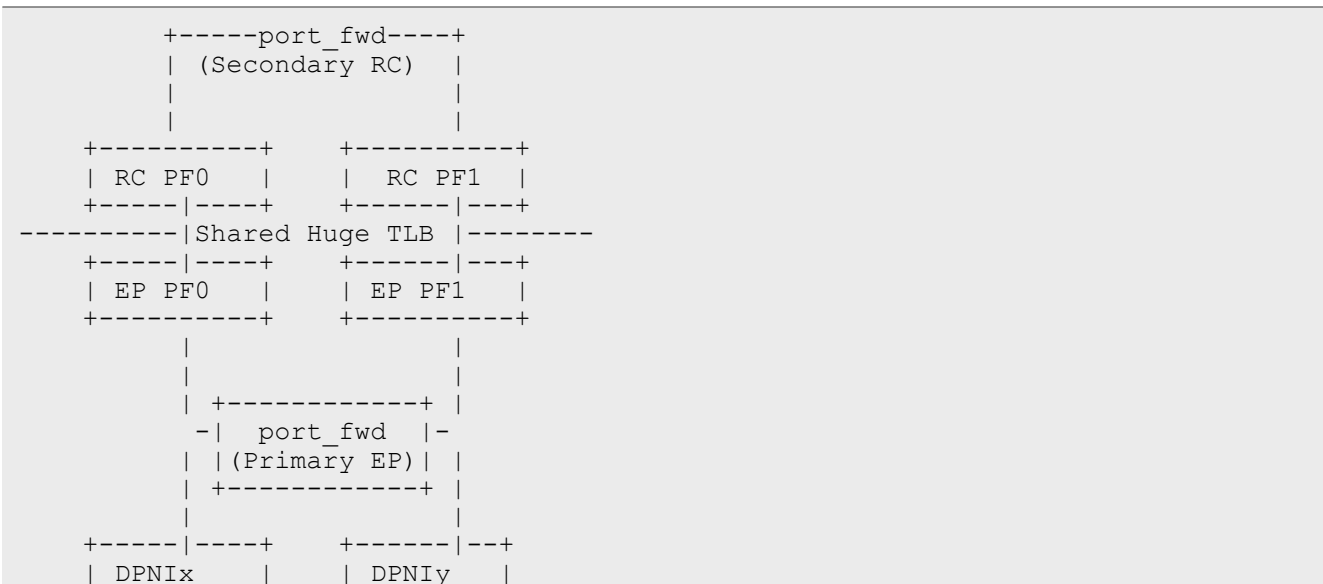 +-----port_fwd----+
| (Secondary RC)  |
|                 |
|                 |
+----------+    +----------+
| RC PF0   |    |  RC PF1  |
+-----|----+    +------|---+
----------|Shared Huge TLB |--------
+-----|----+    +------|---+
| EP PF0   |    | EP PF1   |
+----------+    +----------+
|                |
|                |
| +------------+ |
-|  port_fwd  |-
| |(Primary EP)| |
| +------------+ |
|                |
+-----|----+    +------|--+
| DPNIx    |    | DPNIy   |